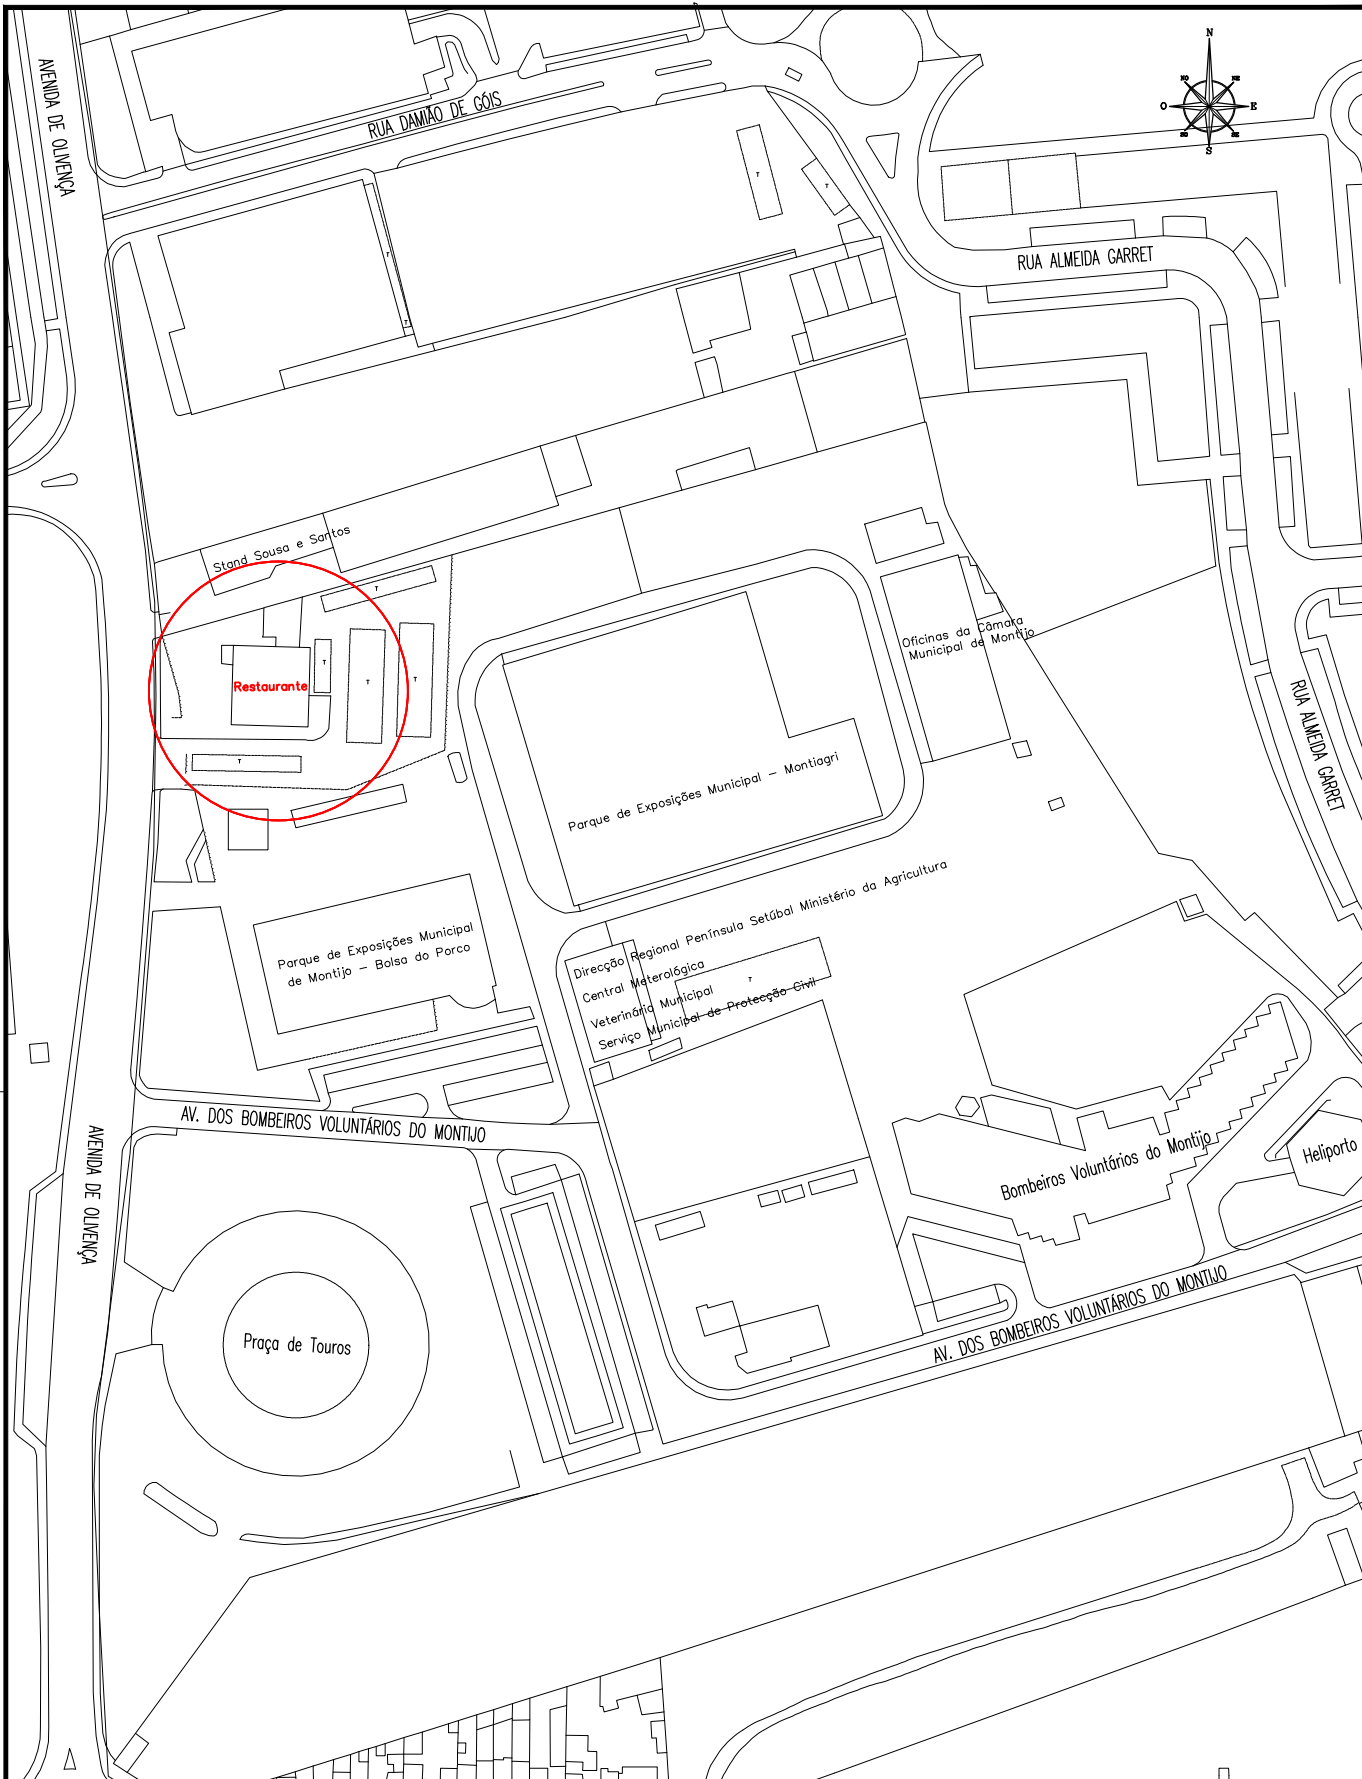 N
NO
NE
O
E
SO
SE
S
AVENIDA DE OLIVENÇA
RUA DAMIÃO DE GÓIS
T
T
T
T
RUA ALMEIDA GARRET
Stand Sousa e Santos
T
T
T
T
T
Restaurante
Oficinas da Câmara
Municipal de Montijo
RUA ALMEIDA GARRET
Parque de Exposições Municipal – Montiagri
Parque de Exposições Municipal
de Montijo – Bolsa do Porco
Direcção Regional Península Setúbal Ministério da Agricultura
Central Meterológica
Veterinário Municipal
Serviço Municipal de Protecção Civil
T
AV. DOS BOMBEIROS VOLUNTÁRIOS DO MONTIJO
AVENIDA DE OLIVENÇA
Bombeiros Voluntários do Montijo
Heliporto
Praça de Touros
AV. DOS BOMBEIROS VOLUNTÁRIOS DO MONTIJO